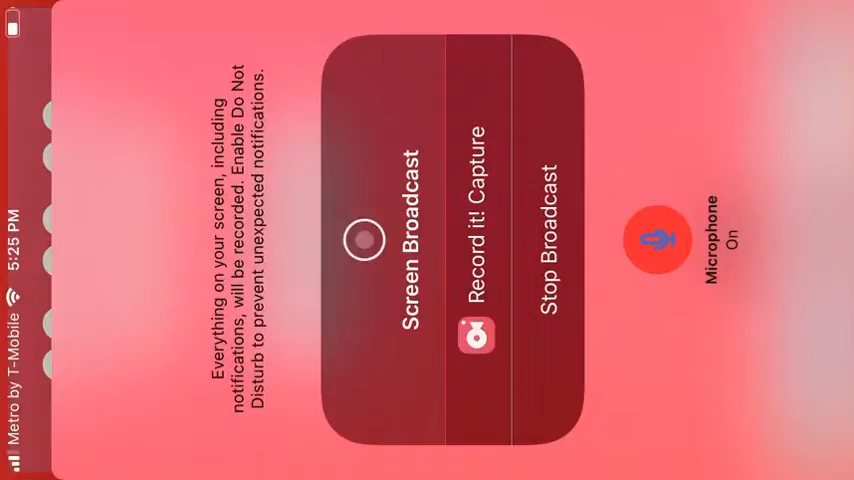 Metro by T-Mobile 5:25 PM
Everything on your screen, including
notifications, will be recorded. Enable Do Not
Disturb to prevent unexpected notifications.
Screen Broadcast
Record it! Capture
Stop Broadcast
Microphone
On